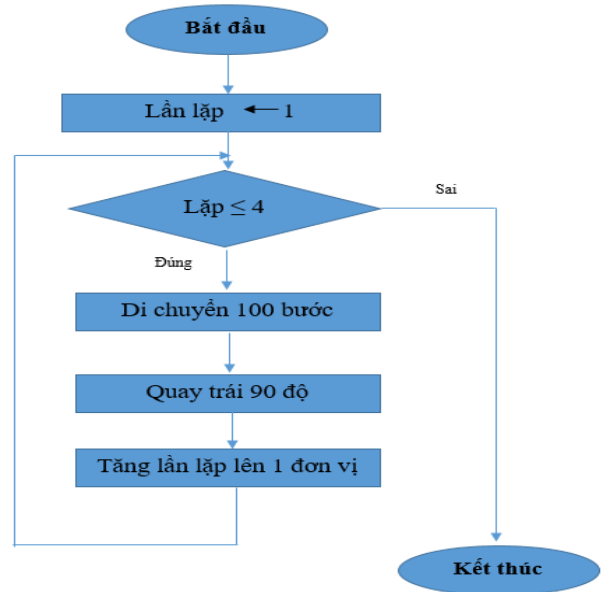 Bắt đầu
Lần lặp ← 1
Lặp ≤ 4
Sai
Đúng
Di chuyển 100 bước
Quay trái 90 độ
Tăng lần lặp lên 1 đơn vị
Kết thúc